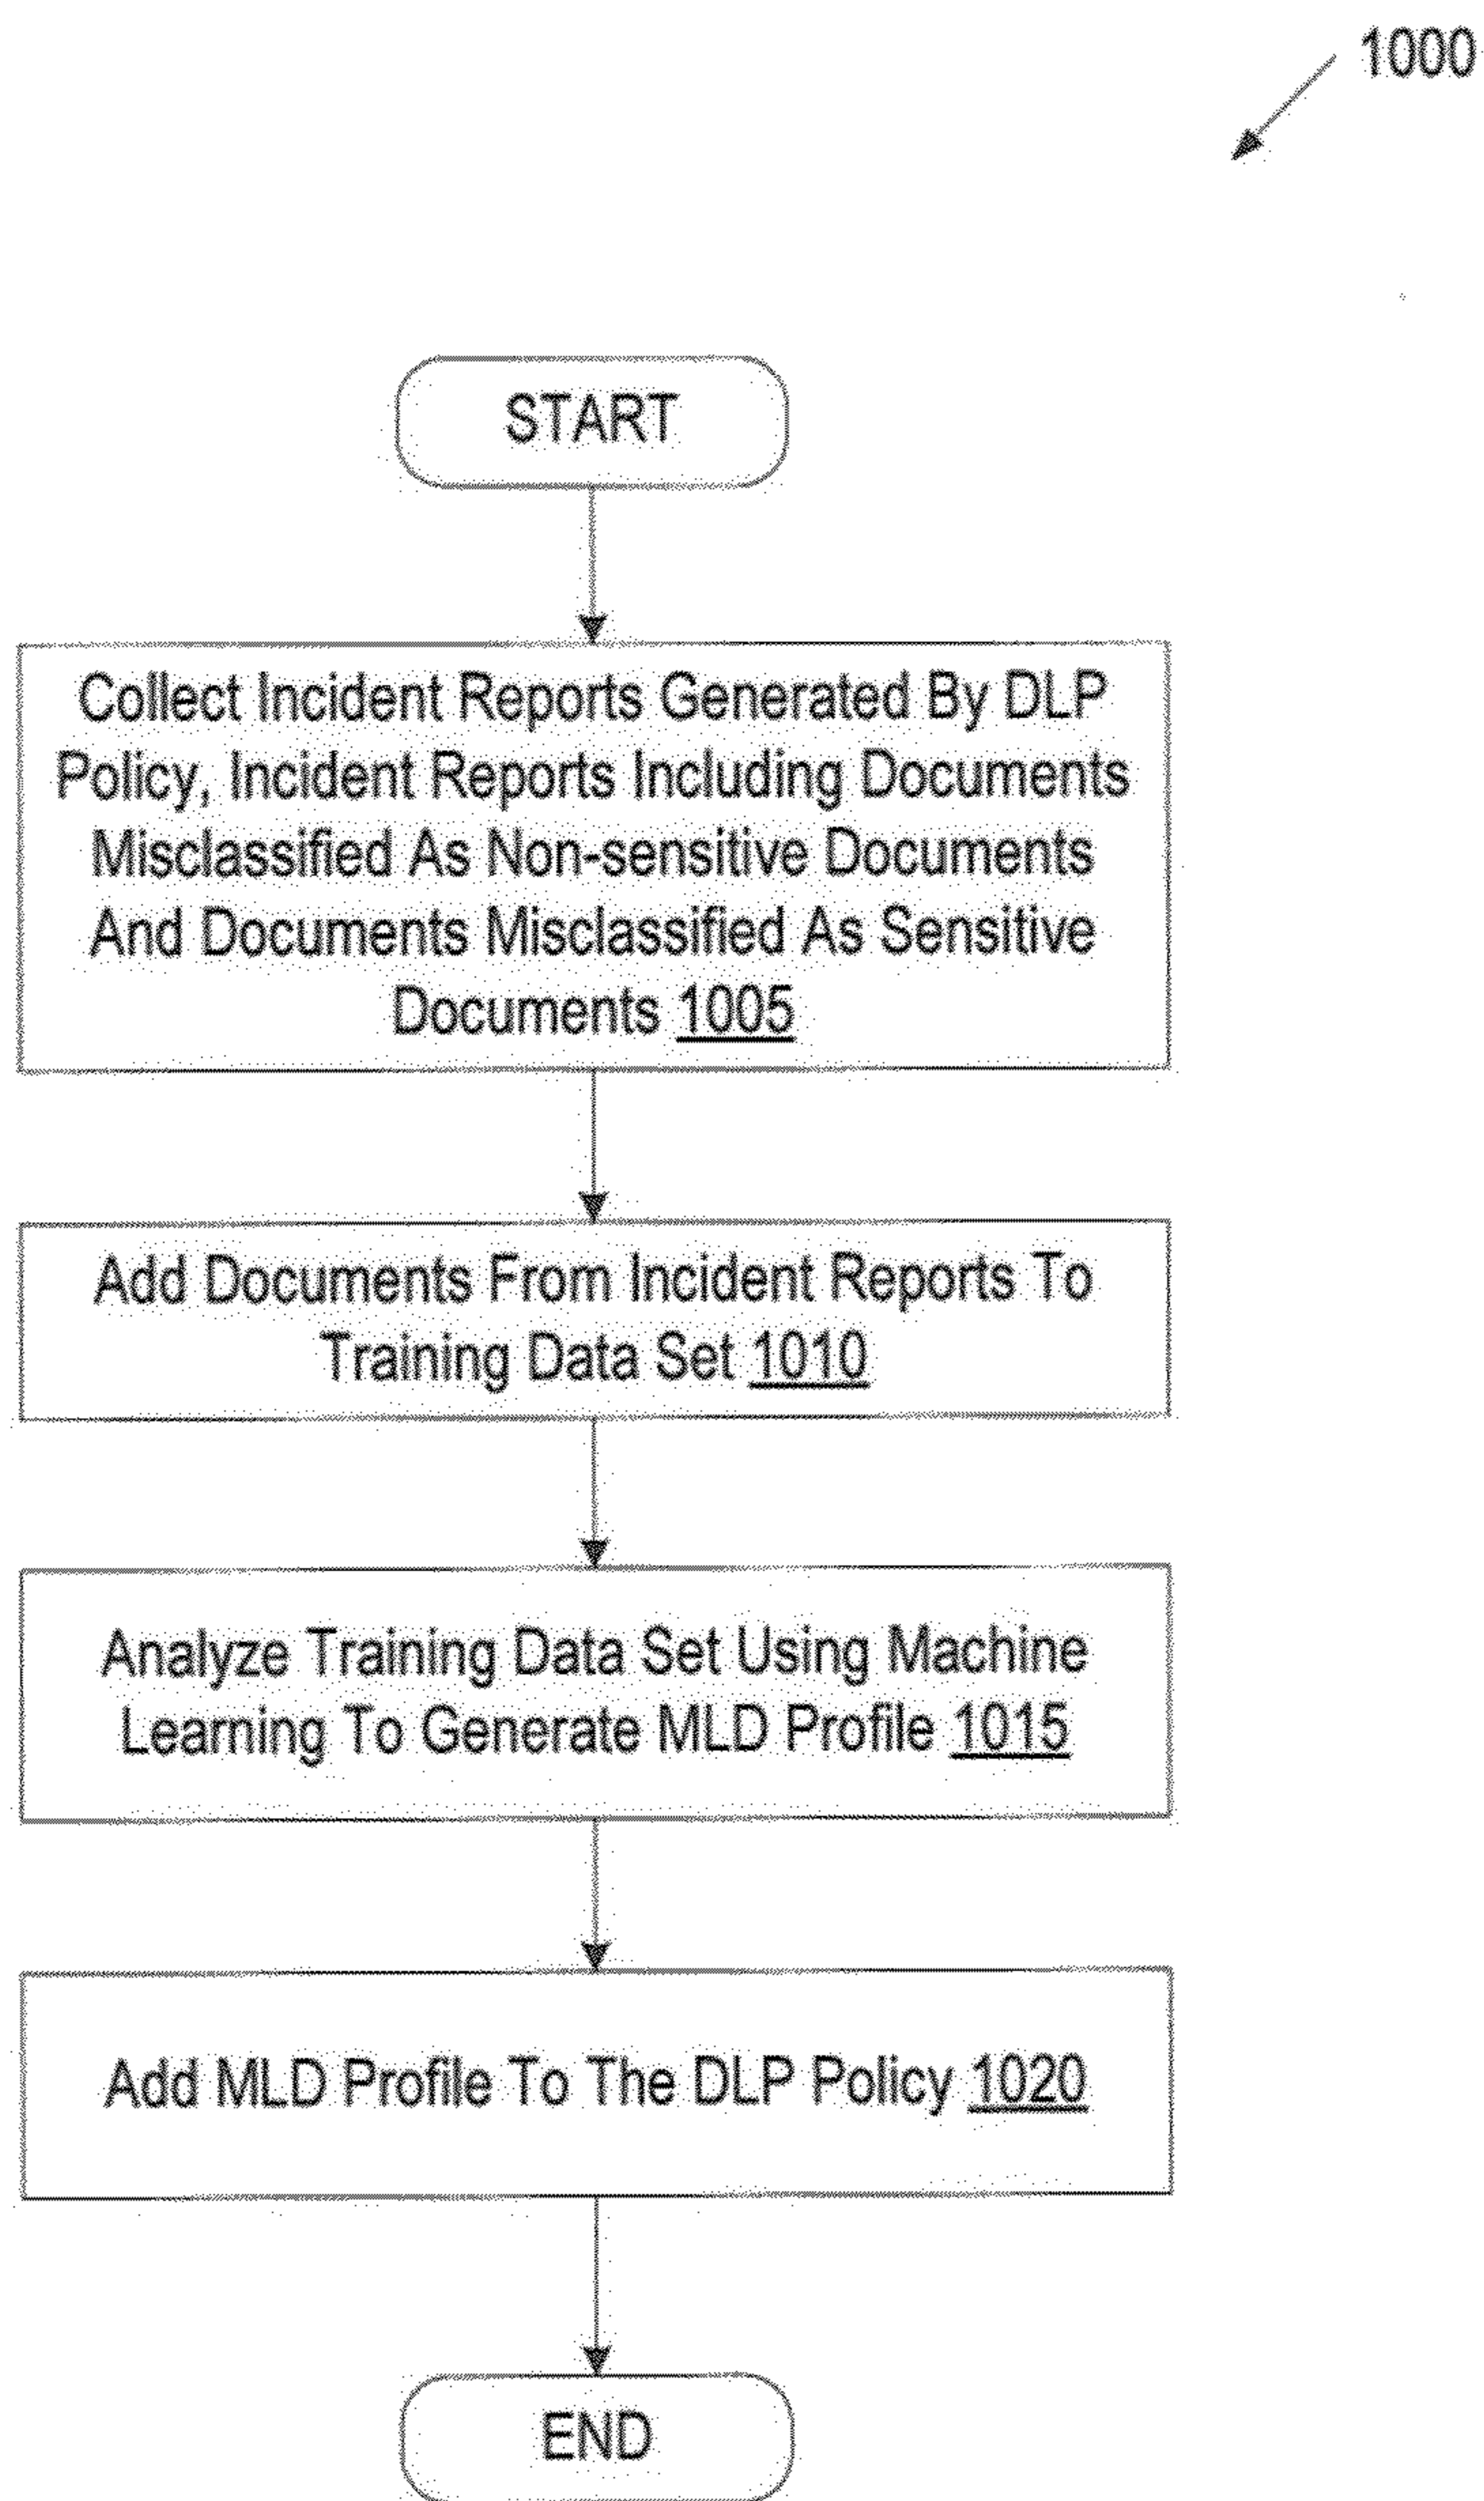 1000
START
Collect Incident Reports Generated By DLP
Policy, Incident Reports Including Documents
Misclassified As Non-sensitive Documents
And Documents Misclassified As Sensitive
Documents 1005
Add Documents From Incident Reports To
Training Data Set 1010
Analyze Training Data Set Using Machine
Learning To Generate MLD Profile 1015
Add MLD Profile To The DLP Policy 1020
END